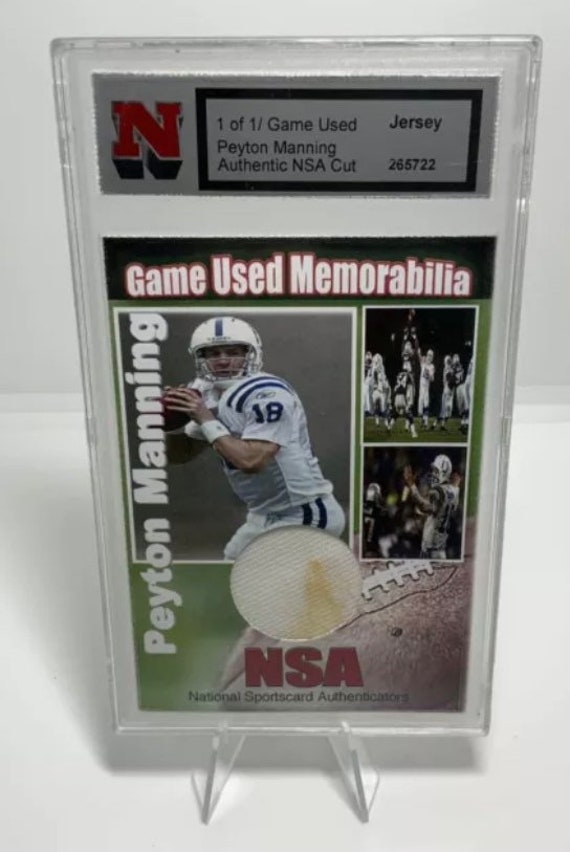 N
1 of 1/ Game Used
Jersey
Peyton Manning
Authentic NSA Cut
265722
Game Used Memorabilia
Peyton Manning
18
NSA
National Sportscard Authenticators